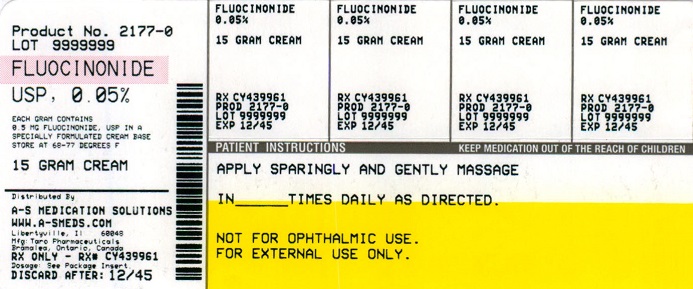 Product No. 2177-0
LOT 9999999
FLUOCINONIDE
USP, 0.05%
EACH GRAM CONTAINS
0.5 MG FLUOCINONIDE, USP IN A
SPECIALLY FORMULATED CREAM BASE
STORE AT 68-77 DEGREES F
15 GRAM CREAM
Distributed By
A-S MEDICATION SOLUTIONS
WWW.A-SMEDS.COM
Libertyville, Il 60048
Mfg: Taro Pharmaceuticals
Bramalea, Ontario, Canada
RX ONLY - RX# CY439961
Dosage: See Package Insert
DISCARD AFTER: 12/45
FLUOCINONIDE
0.05%
15 GRAM CREAM
RX CY439961
PROD 2177-0
LOT 9999999
EXP 12/45
FLUOCINONIDE
0.05%
15 GRAM CREAM
RX CY439961
PROD 2177-0
LOT 9999999
EXP 12/45
FLUOCINONIDE
0.05%
15 GRAM CREAM
RX CY439961
PROD 2177-0
LOT 9999999
EXP 12/45
FLUOCINONIDE
0.05%
15 GRAM CREAM
RX CY439961
PROD 2177-0
LOT 9999999
EXP 12/45
PATIENT INSTRUCTIONS KEEP MEDICATION OUT OF THE REACH OF CHILDREN
APPLY SPARINGLY AND GENTLY MASSAGE
IN______TIMES DAILY AS DIRECTED.
NOT FOR OPHTHALMIC USE.
FOR EXTERNAL USE ONLY.